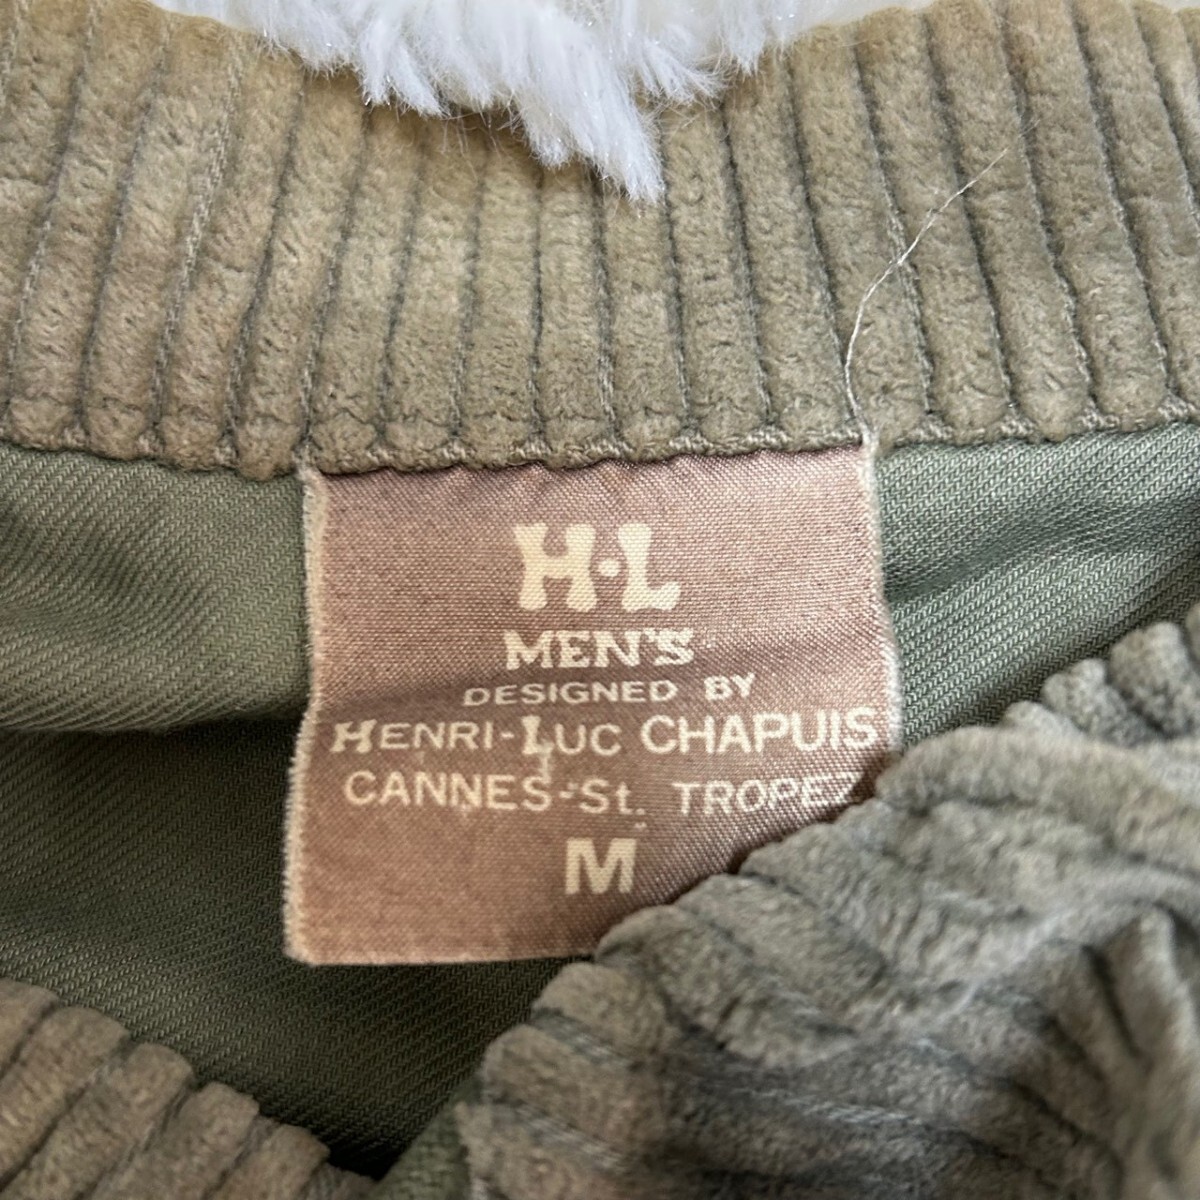 H·L
MEN'S
DESIGNED BY
HENRI-LUC CHAPUIS
CANNES-St. TROPEZ
M